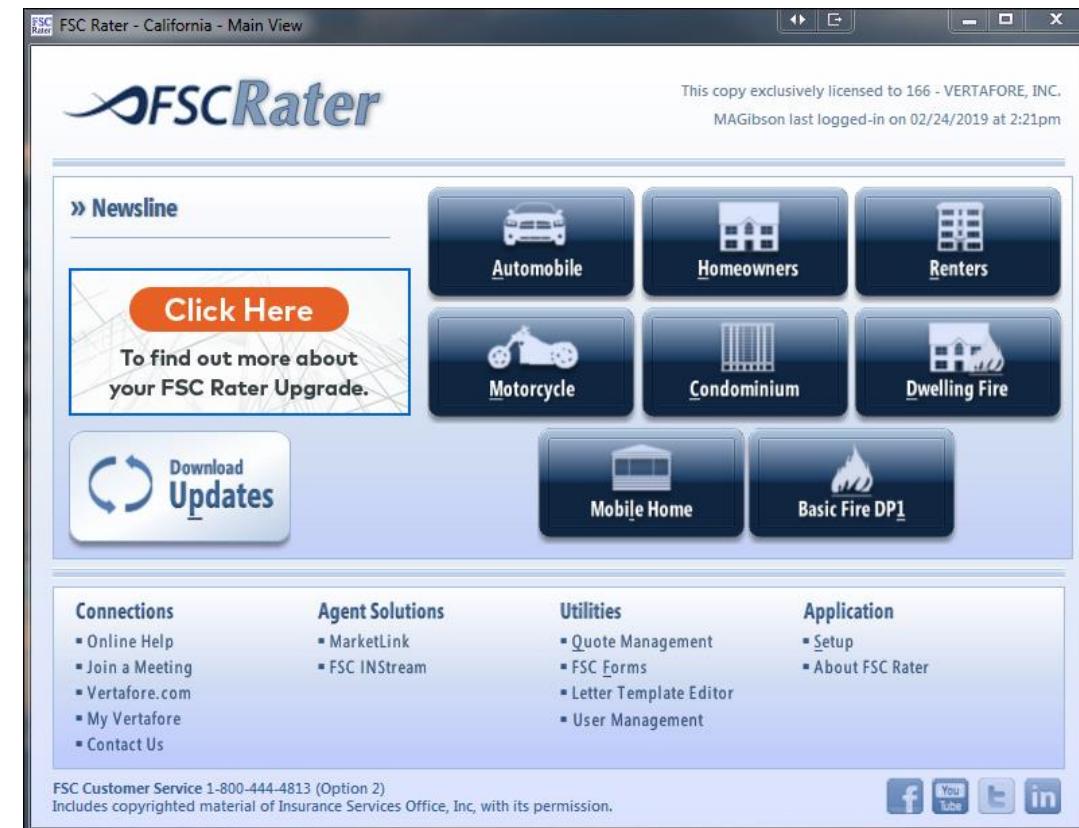 FSC
Rater
FSC Rater - California - Main View
X
FSCRater
This copy exclusively licensed to 166 - VERTAFORE, INC.
MAGibson last logged-in on 02/24/2019 at 2:21pm
» Newsline
Click Here
To find out more about
your FSC Rater Upgrade.
Download
Updates
Automobile
Homeowners
Renters
Motorcycle
Condominium
Dwelling Fire
Mobile Home
Basic Fire DP1
Connections
▪ Online Help
▪ Join a Meeting
▪ Vertafore.com
▪ My Vertafore
▪ Contact Us
Agent Solutions
▪ MarketLink
▪ FSC INStream
Utilities
▪ Quote Management
▪ FSC Forms
▪ Letter Template Editor
▪ User Management
Application
▪ Setup
▪ About FSC Rater
FSC Customer Service 1-800-444-4813 (Option 2)
Includes copyrighted material of Insurance Services Office, Inc, with its permission.
f
You
Tube
t
in